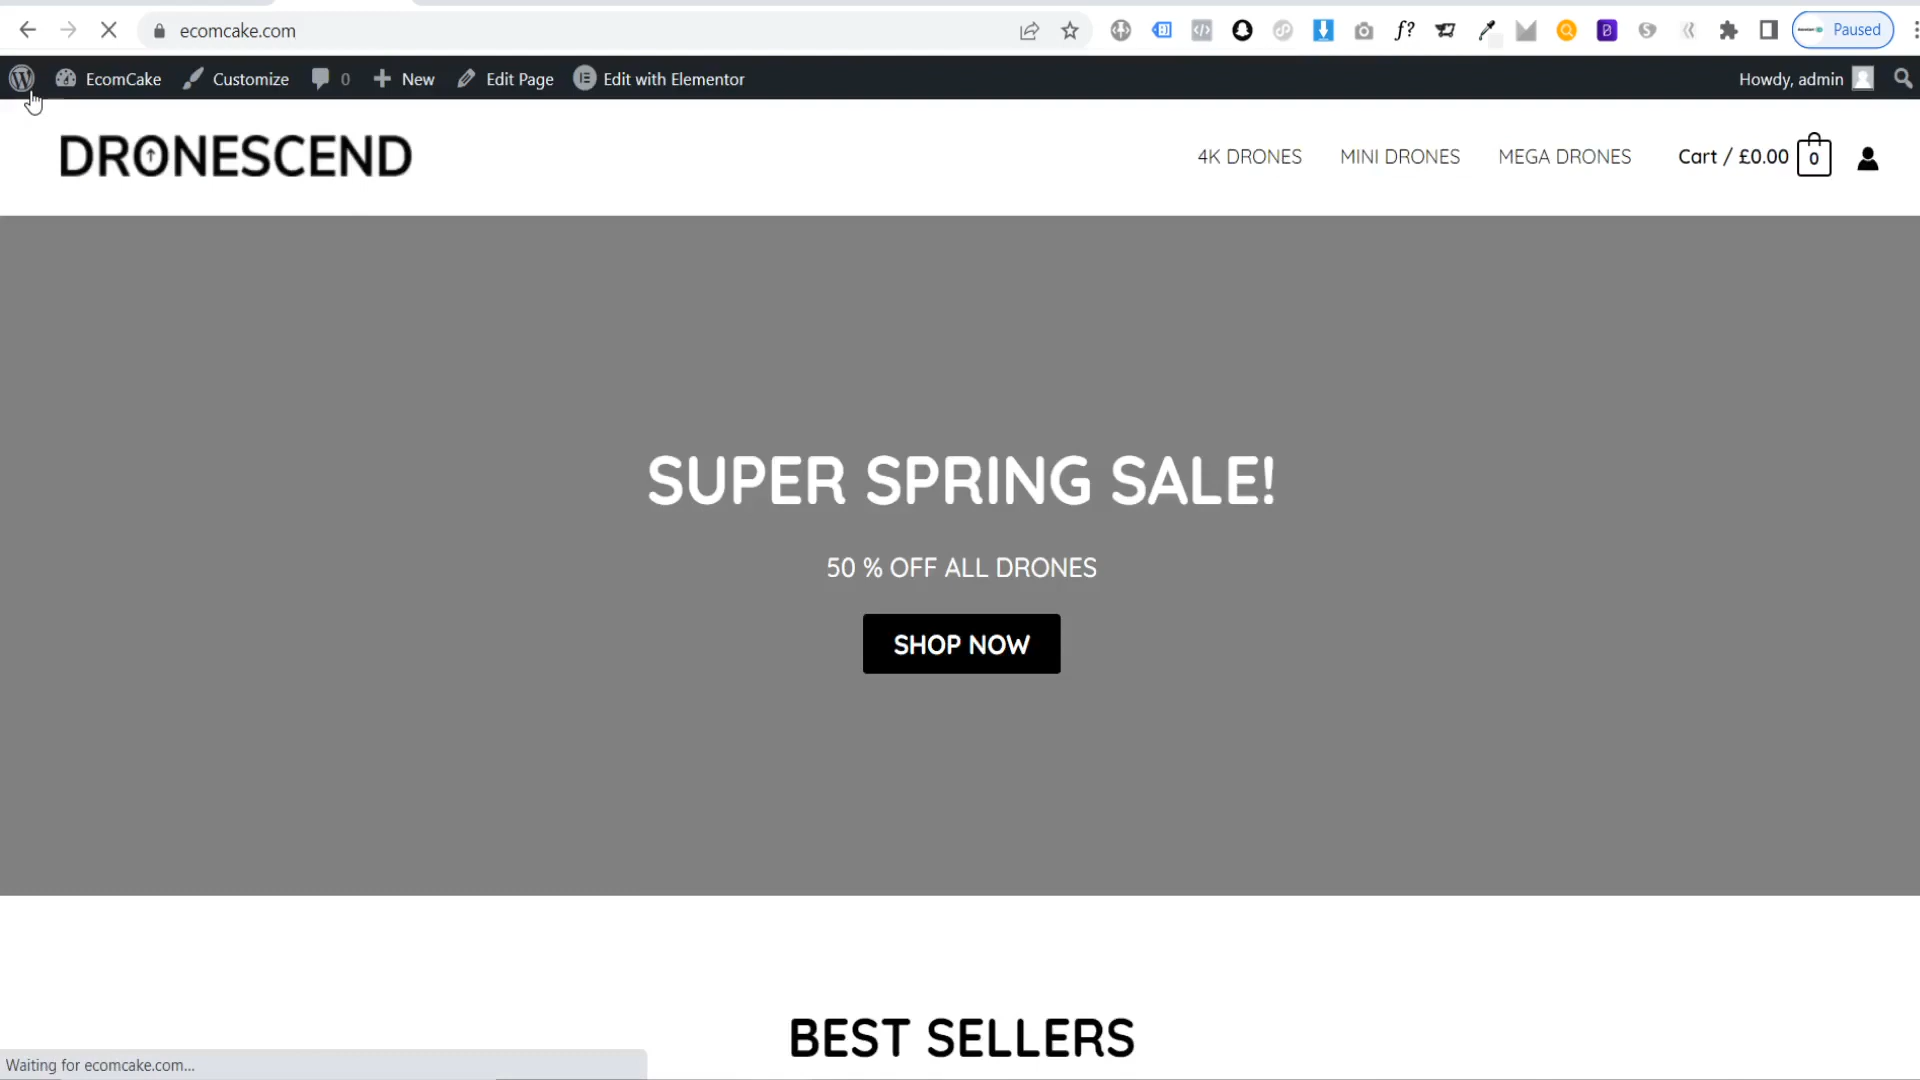 ecomcake.com
Paused
EcomCake Customize 0 New Edit Page Edit with Elementor Howdy, admin
DRONESCEND 4K DRONES MINI DRONES MEGA DRONES Cart / £0.00 0
SUPER SPRING SALE!
50 % OFF ALL DRONES
SHOP NOW
BEST SELLERS
Waiting for ecomcake.com...